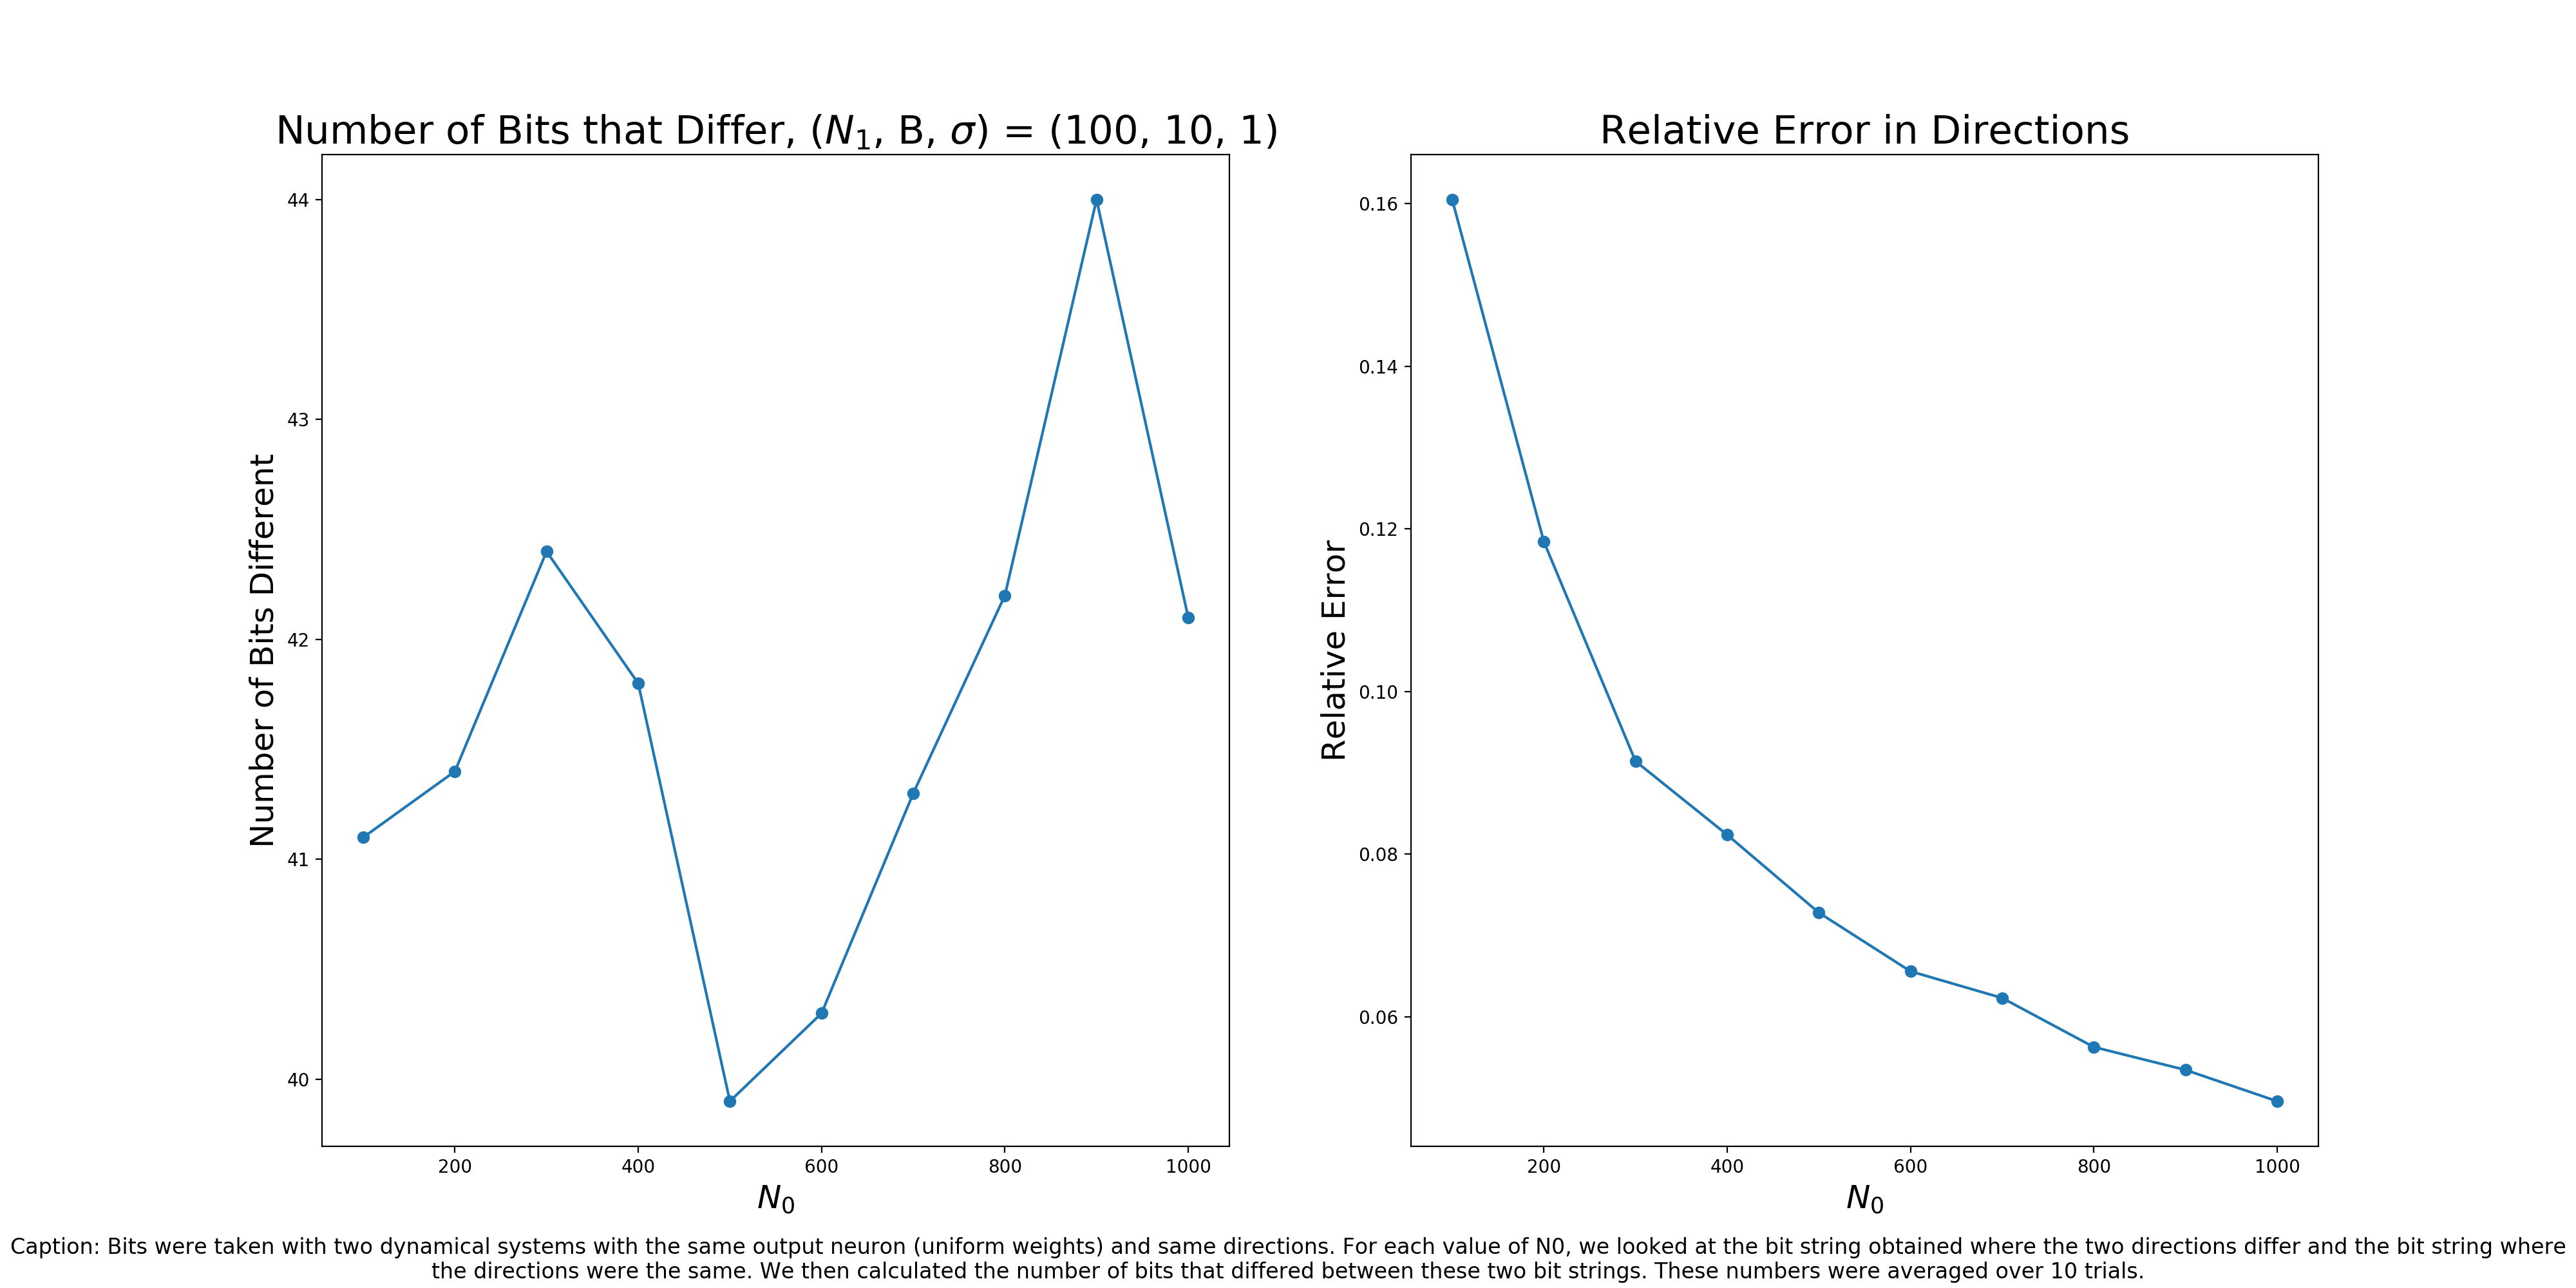 Number of Bits that Differ, (N₁, B, σ) = (100, 10, 1)
Number of Bits Different
44
43
42
41
40
200 400 600 800 1000
N₀
Relative Error in Directions
Relative Error
0.16
0.14
0.12
0.10
0.08
0.06
200 400 600 800 1000
N₀
Caption: Bits were taken with two dynamical systems with the same output neuron (uniform weights) and same directions. For each value of N0, we looked at the bit string obtained where the two directions differ and the bit string where
the directions were the same. We then calculated the number of bits that differed between these two bit strings. These numbers were averaged over 10 trials.